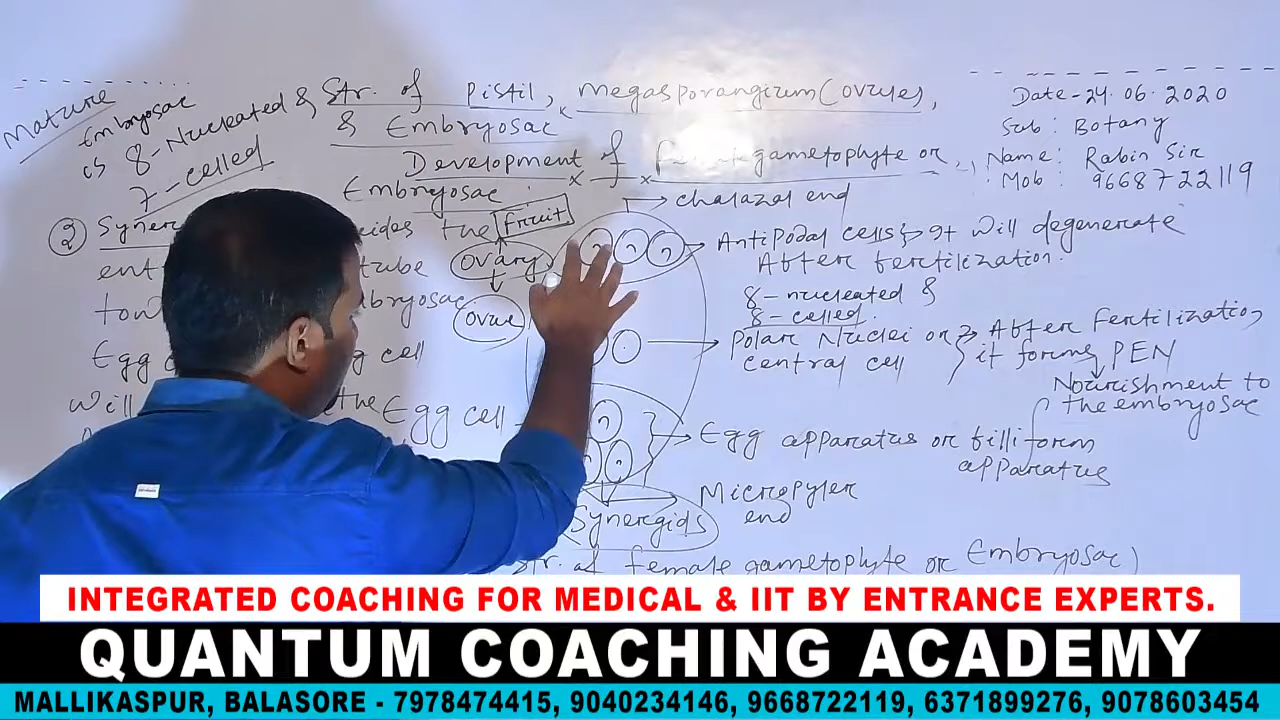 Mature
Embryosac
is 8-Nucleated &
7-celled
Str. of Pistil, Megasporangium (ovules),
& Embryosac
Development of Female gametophyte or
Embryosac
Date-24.06.2020
Sub: Botany
Name: Rabin Sir
Mob: 9668722119
② Syner ides the
ent tube
tow Embryosac
Egg cell
will the Egg cell
Fruit
Ovary
Ovule
chalazal end
Antipodal cells It will degenerate
After fertilization.
8-nucleated &
8-celled.
Polar Nuclei or
central cell
After Fertilization
it forms PEN
Nourishment to
the embryosac
Egg apparatus or filliform
apparatus
Micropyler
end
Synergids
Str. of female gametophyte or Embryosac)
INTEGRATED COACHING FOR MEDICAL & IIT BY ENTRANCE EXPERTS.
QUANTUM COACHING ACADEMY
MALLIKASPUR, BALASORE - 7978474415, 9040234146, 9668722119, 6371899276, 9078603454